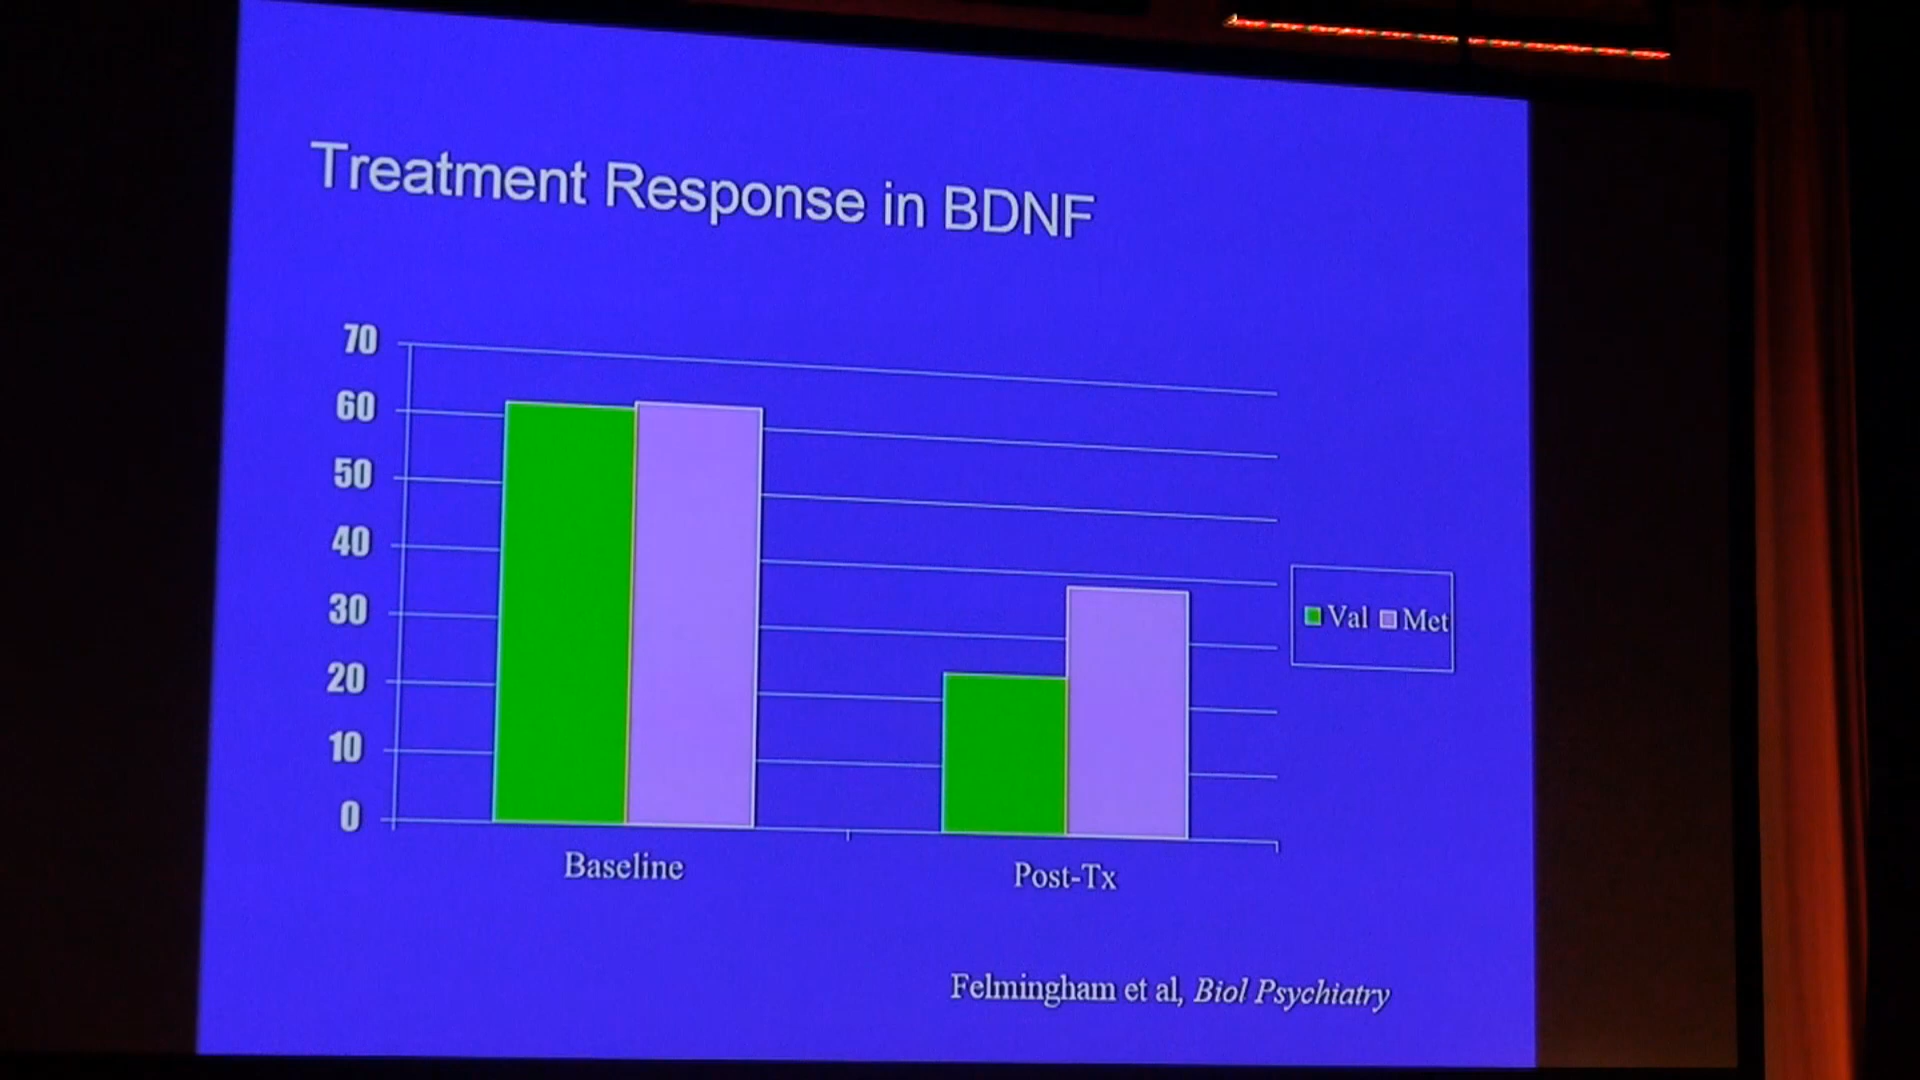 Treatment Response in BDNF
70
60
50
40
30
20
10
0
Baseline
Post-Tx
Val Met
Felmingham et al, Biol Psychiatry